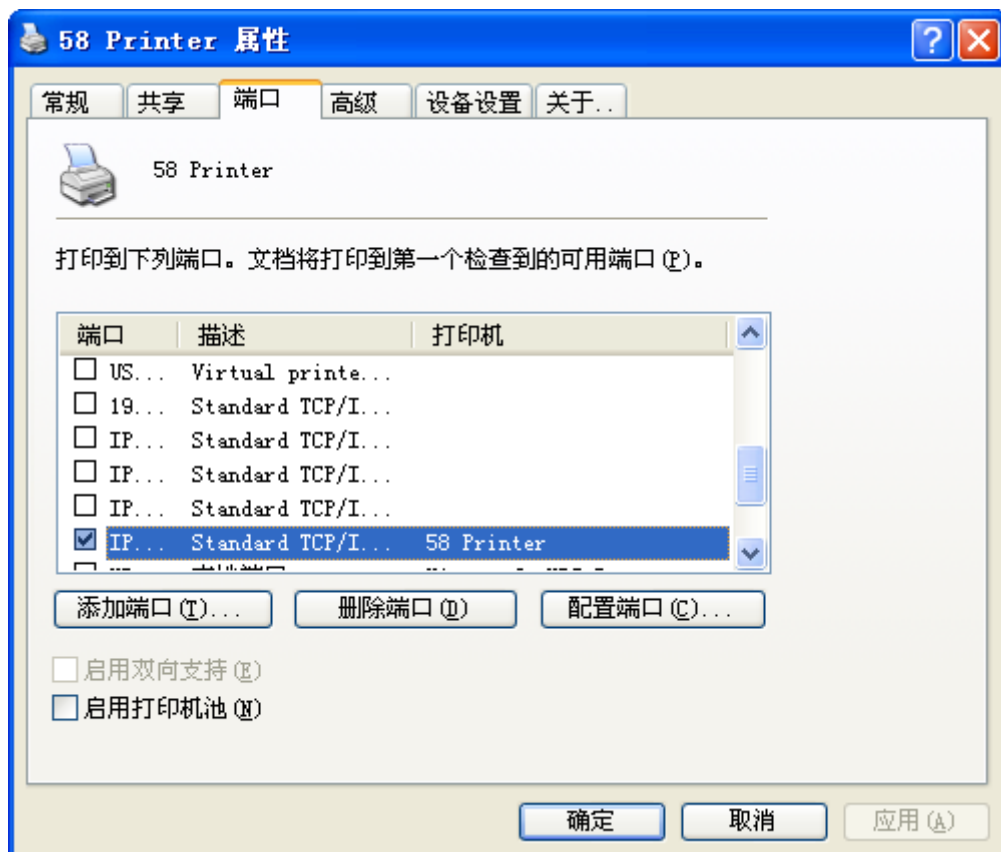 58 Printer 属性
常规 共享 端口 高级 设备设置 关于..
58 Printer
打印到下列端口。文档将打印到第一个检查到的可用端口(P)。
端口 描述 打印机
US... Virtual printe...
19... Standard TCP/I...
IP... Standard TCP/I...
IP... Standard TCP/I...
IP... Standard TCP/I...
IP... Standard TCP/I... 58 Printer
添加端口(T)... 删除端口(D) 配置端口(C)...
启用双向支持(E)
启用打印机池(N)
确定 取消 应用(A)